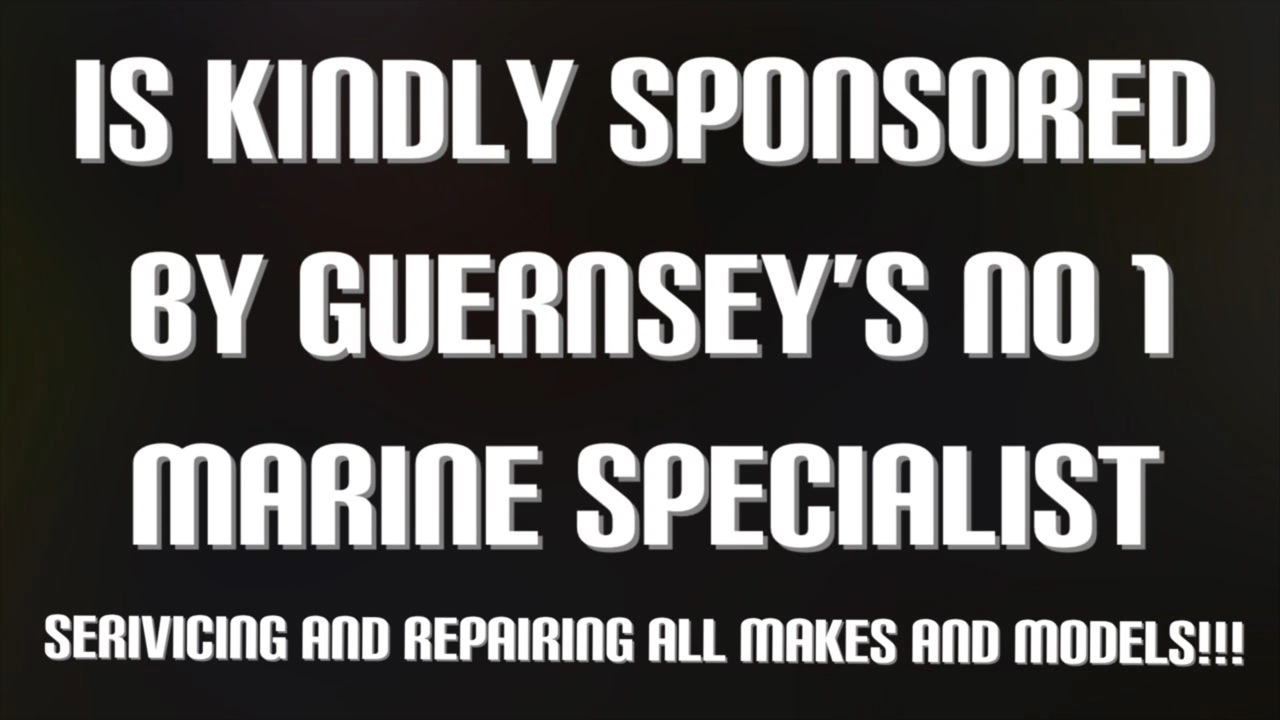 IS KINDLY SPONSORED
BY GUERNSEY'S NO 1
MARINE SPECIALIST
SERIVICING AND REPAIRING ALL MAKES AND MODELS!!!